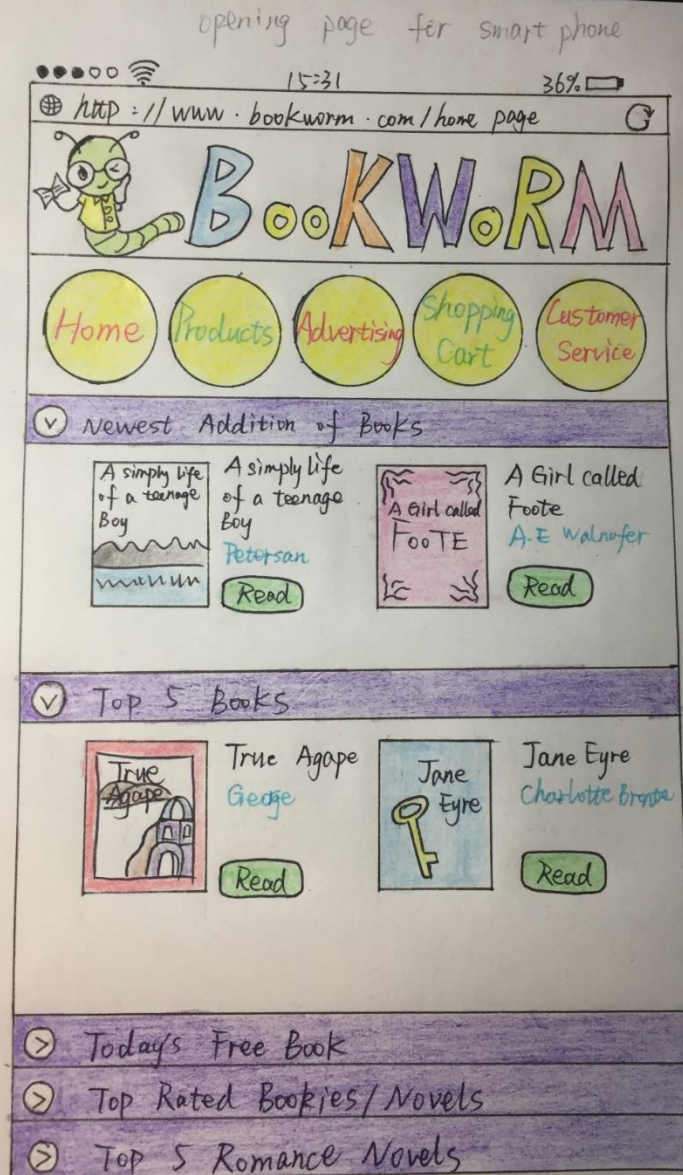 opening page for smart phone
15:31 36%
http://www.bookworm.com/home page
BooKWoRM
Home Products Advertising Shopping Cart Customer Service
Newest Addition of Books
A simply life
of a teenage
Boy
A simply life
of a teenage
Boy
Petersan
Read
A Girl called
FooTE
A Girl called
Foote
A.E Walnofer
Read
Top 5 Books
True
Agape
True Agape
Geoge
Read
Jane
Eyre
Jane Eyre
Charlotte Bronte
Read
Today's Free Book
Top Rated Bookies/Novels
Top 5 Romance Novels